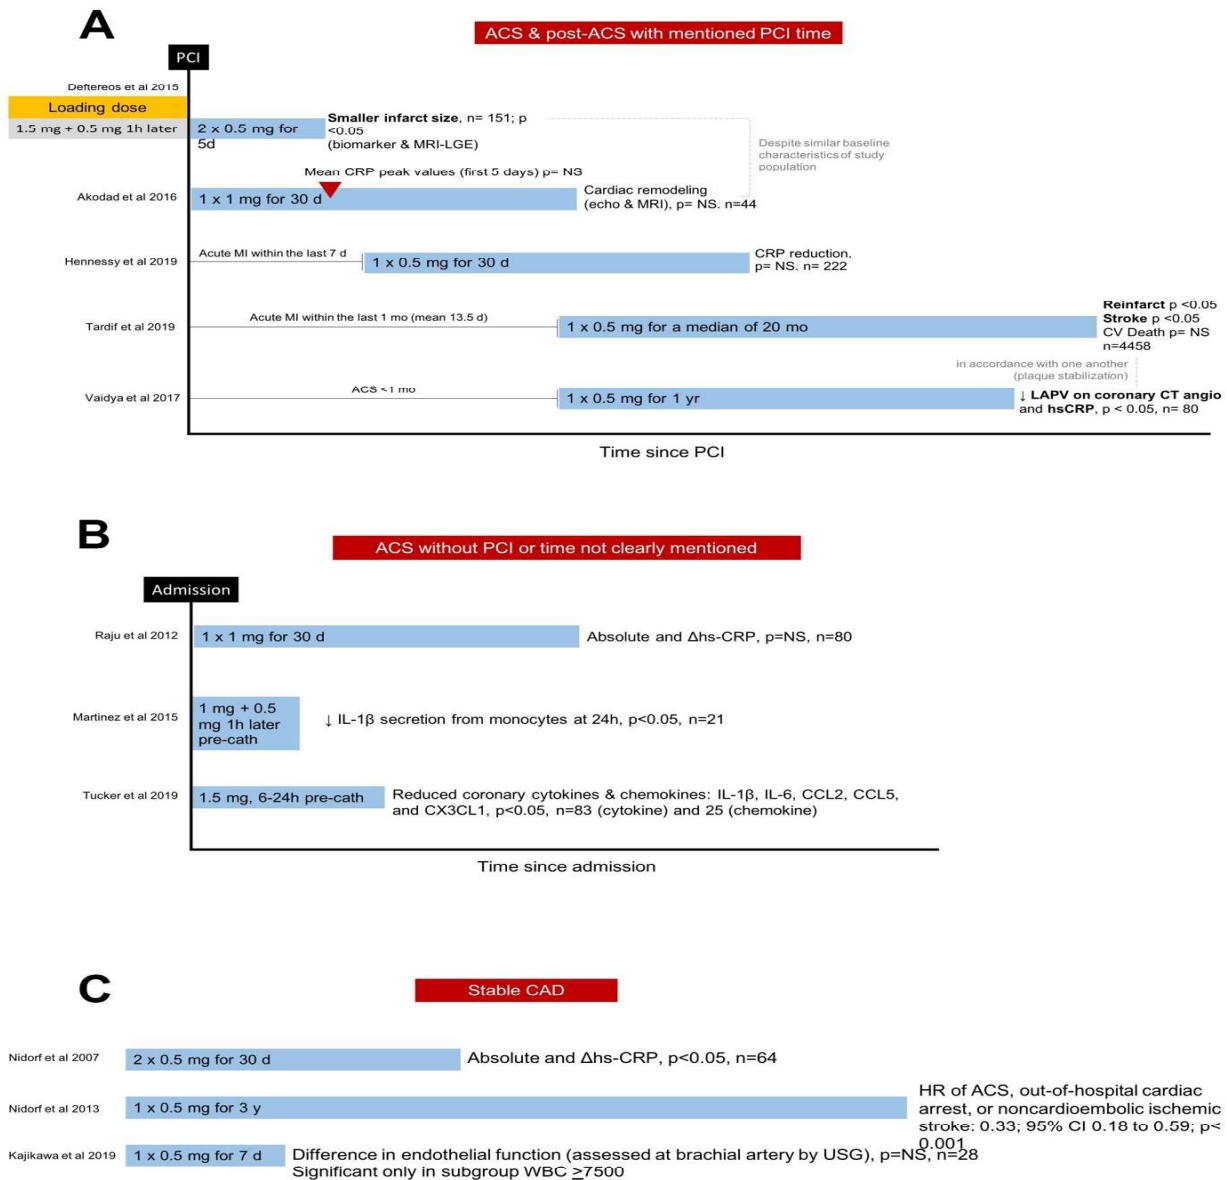 A
ACS & post-ACS with mentioned PCI time
PCI
Deftereos et al 2015
Loading dose
1.5 mg + 0.5 mg 1h later
2 x 0.5 mg for
5d
Smaller infarct size, n= 151; p
<0.05
(biomarker & MRI-LGE)
Despite similar baseline
characteristics of study
population
Mean CRP peak values (first 5 days) p= NS
Akodad et al 2016
1 x 1 mg for 30 d
Cardiac remodeling
(echo & MRI), p= NS. n=44
Hennessy et al 2019
Acute MI within the last 7 d
1 x 0.5 mg for 30 d
CRP reduction,
p= NS. n= 222
Tardif et al 2019
Acute MI within the last 1 mo (mean 13.5 d)
1 x 0.5 mg for a median of 20 mo
Reinfarct p <0.05
Stroke p <0.05
CV Death p= NS
n=4458
in accordance with one another
(plaque stabilization)
Vaidya et al 2017
ACS <1 mo
1 x 0.5 mg for 1 yr
↓ LAPV on coronary CT angio
and hsCRP, p < 0.05, n= 80
Time since PCI
B
ACS without PCI or time not clearly mentioned
Admission
Raju et al 2012
1 x 1 mg for 30 d
Absolute and Δhs-CRP, p=NS, n=80
Martinez et al 2015
1 mg + 0.5
mg 1h later
pre-cath
↓ IL-1β secretion from monocytes at 24h, p<0.05, n=21
Tucker et al 2019
1.5 mg, 6-24h pre-cath
Reduced coronary cytokines & chemokines: IL-1β, IL-6, CCL2, CCL5,
and CX3CL1, p<0.05, n=83 (cytokine) and 25 (chemokine)
Time since admission
C
Stable CAD
Nidorf et al 2007
2 x 0.5 mg for 30 d
Absolute and Δhs-CRP, p<0.05, n=64
Nidorf et al 2013
1 x 0.5 mg for 3 y
HR of ACS, out-of-hospital cardiac
arrest, or noncardioembolic ischemic
stroke: 0.33; 95% CI 0.18 to 0.59; p<
0.001
Kajikawa et al 2019
1 x 0.5 mg for 7 d
Difference in endothelial function (assessed at brachial artery by USG), p=NS, n=28
Significant only in subgroup WBC ≥7500